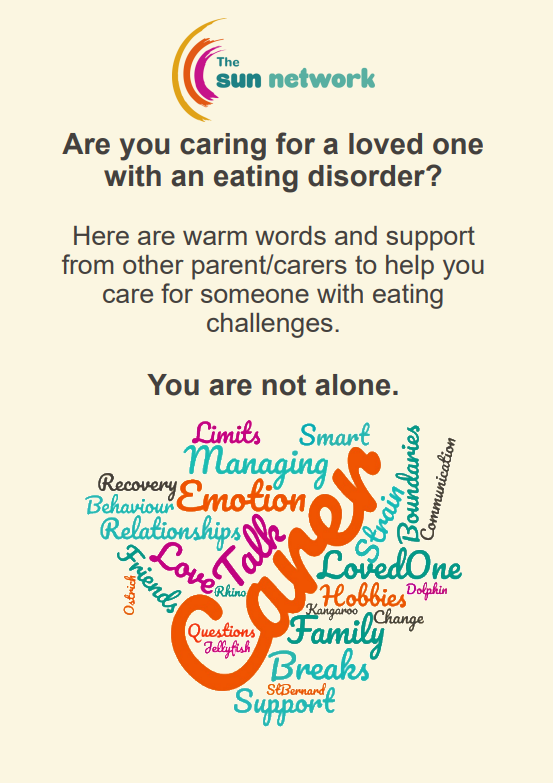 The
sun network
Are you caring for a loved one
with an eating disorder?
Here are warm words and support
from other parent/carers to help you
care for someone with eating
challenges.
You are not alone.
Limits
Smart
Managing
Boundaries
Communication
Recovery
Emotion
Behaviour
Strain
Relationships
Carer
Talk
Love
LovedOne
Friends
Ostrich
Rhino
Hobbies
Dolphin
Kangaroo
Change
Questions
Jellyfish
Family
Breaks
StBernard
Support